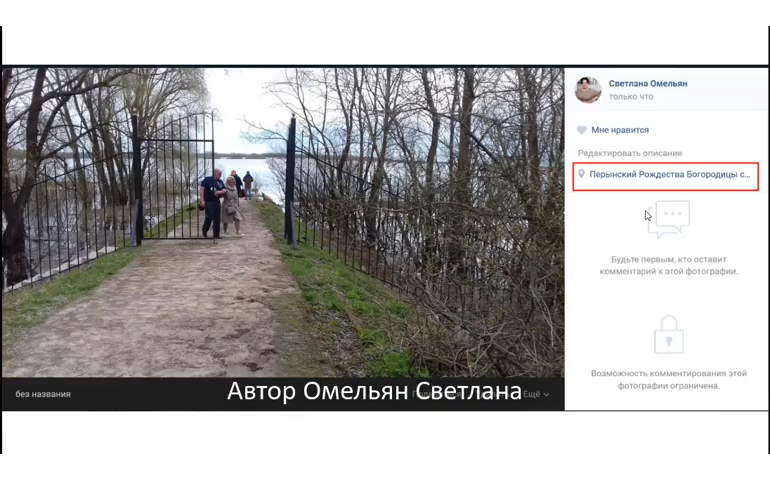 Светлана Омельян
только что
Мне нравится
Редактировать описание
Перынский Рождества Богородицы с...
Будьте первым, кто оставит
комментарий к этой фотографии.
Возможность комментирования этой
фотографии ограничена.
без названия
Автор Омельян Светлана
Ещё